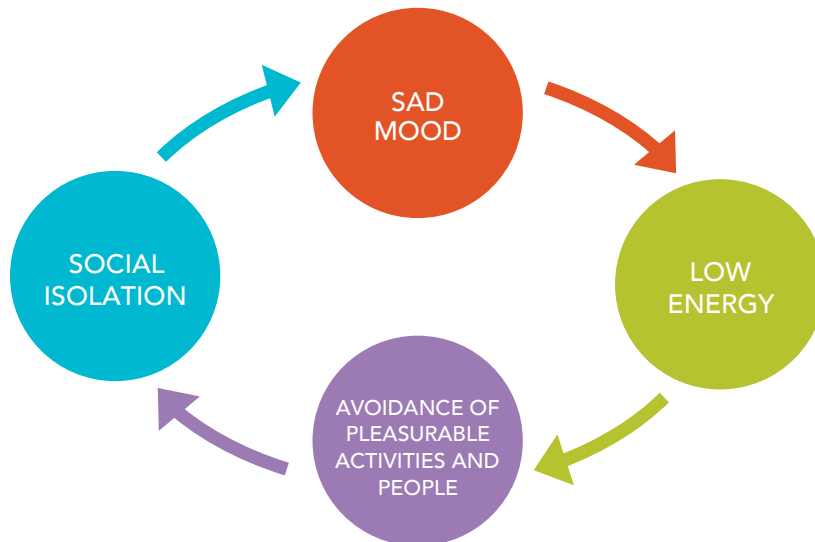 SAD
MOOD
LOW
ENERGY
AVOIDANCE OF
PLEASURABLE
ACTIVITIES AND
PEOPLE
SOCIAL
ISOLATION